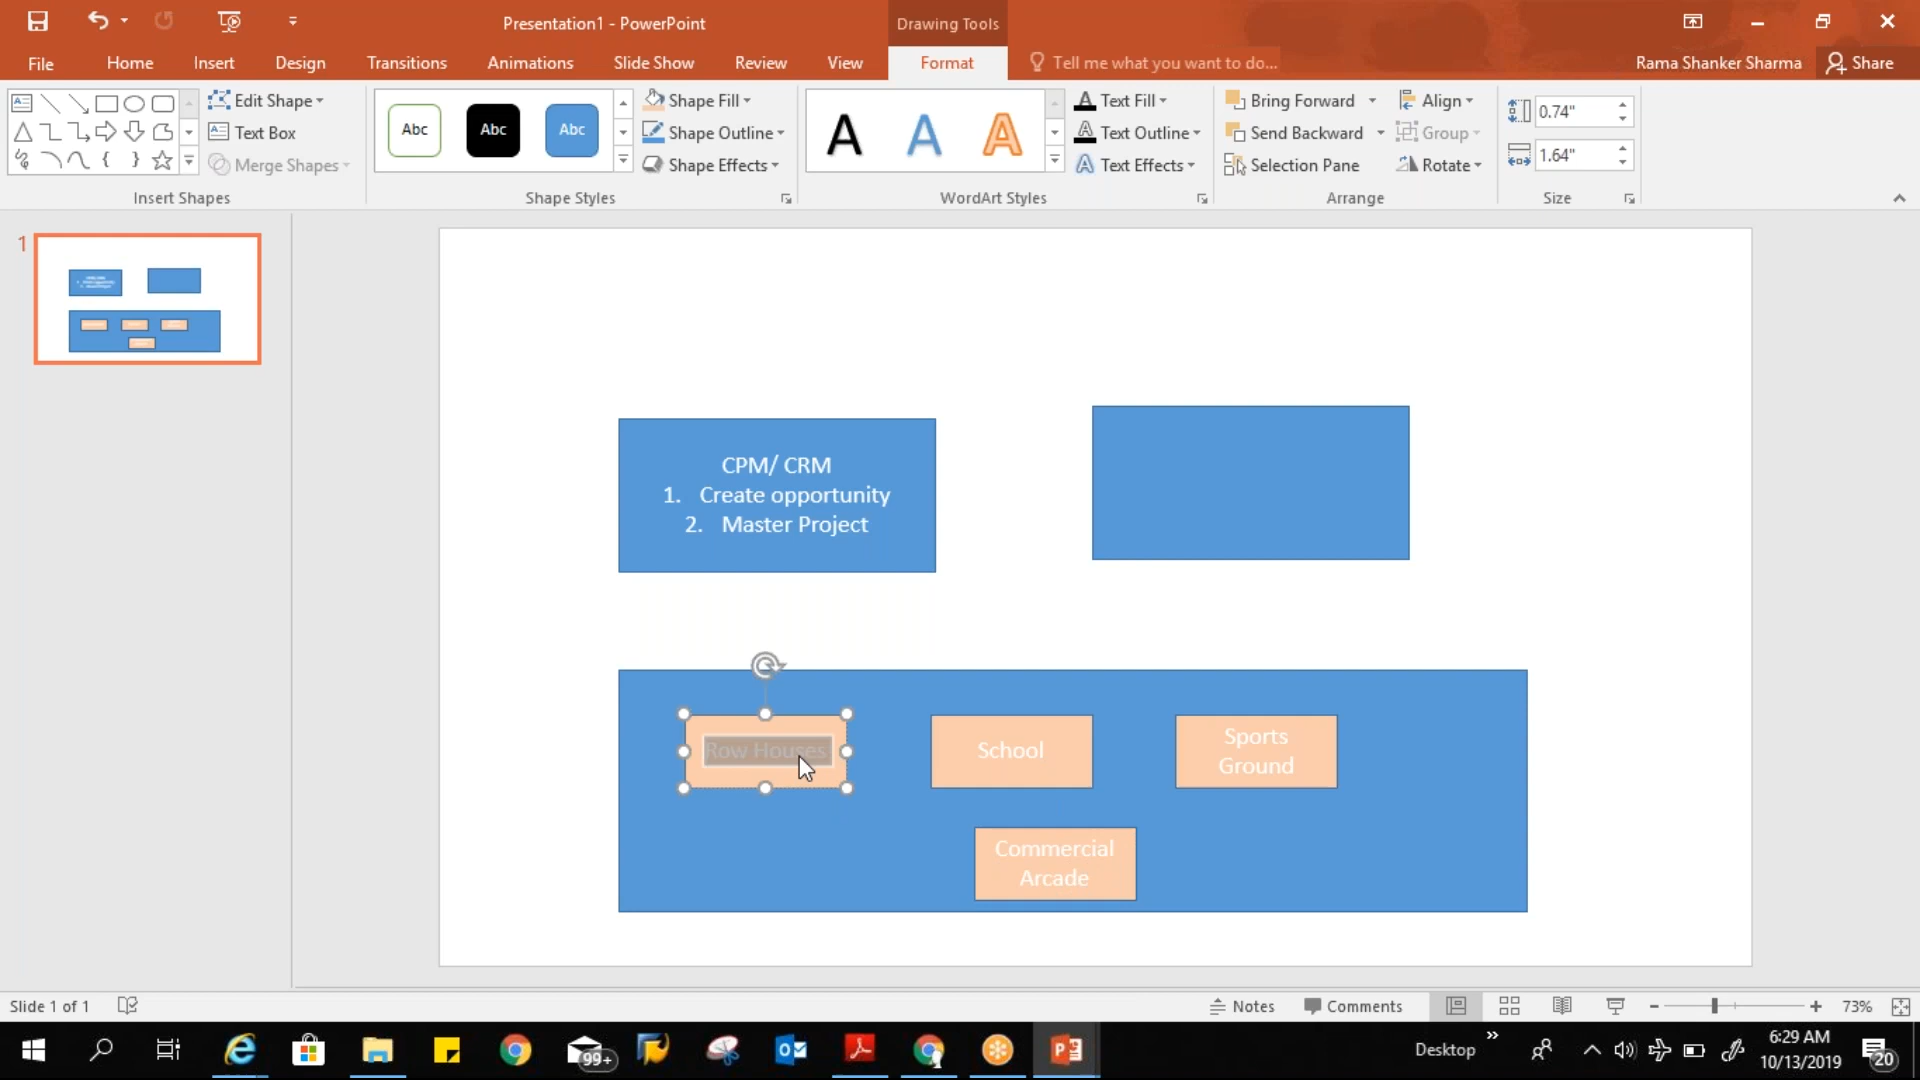 Presentation1 - PowerPoint
Drawing Tools
File
Home
Insert
Design
Transitions
Animations
Slide Show
Review
View
Format
Tell me what you want to do...
Rama Shanker Sharma
Share
Edit Shape
Text Box
Merge Shapes
Insert Shapes
Abc
Abc
Abc
Shape Fill
Shape Outline
Shape Effects
Shape Styles
A
A
A
Text Fill
Text Outline
Text Effects
WordArt Styles
Bring Forward
Send Backward
Selection Pane
Align
Group
Rotate
Arrange
0.74"
1.64"
Size
1
CPM/ CRM
1. Create opportunity
2. Master Project
Row Houses
School
Sports
Ground
Commercial
Arcade
Slide 1 of 1
Notes
Comments
73%
99+
Desktop
6:29 AM
10/13/2019
20